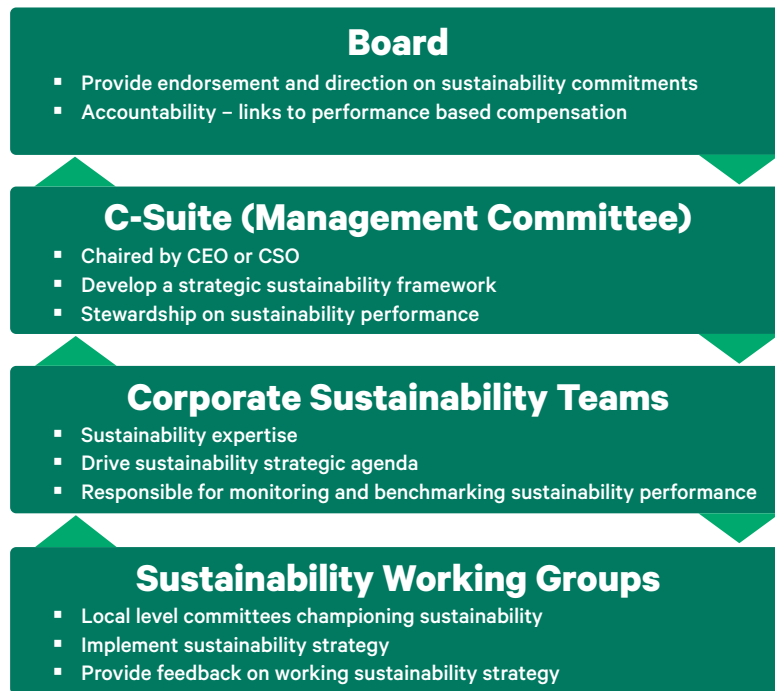 Board
▪ Provide endorsement and direction on sustainability commitments
▪ Accountability – links to performance based compensation
C-Suite (Management Committee)
▪ Chaired by CEO or CSO
▪ Develop a strategic sustainability framework
▪ Stewardship on sustainability performance
Corporate Sustainability Teams
▪ Sustainability expertise
▪ Drive sustainability strategic agenda
▪ Responsible for monitoring and benchmarking sustainability performance
Sustainability Working Groups
▪ Local level committees championing sustainability
▪ Implement sustainability strategy
▪ Provide feedback on working sustainability strategy